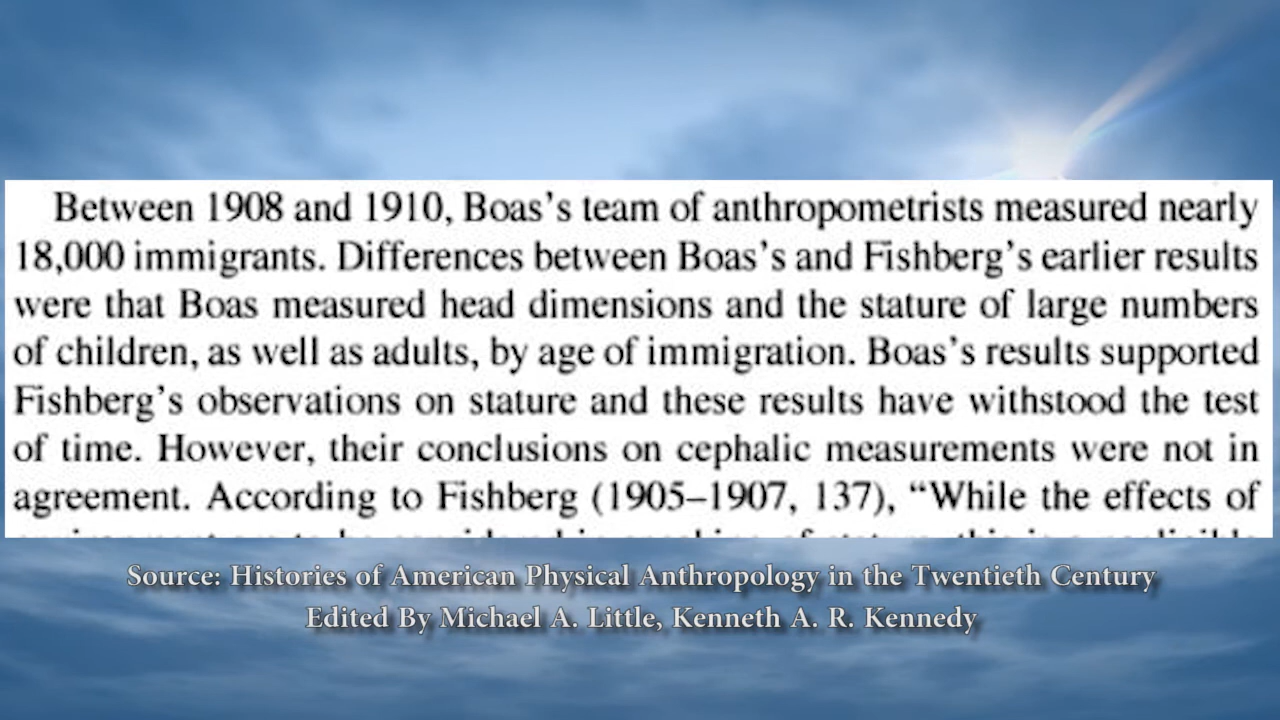 Between 1908 and 1910, Boas's team of anthropometrists measured nearly
18,000 immigrants. Differences between Boas's and Fishberg's earlier results
were that Boas measured head dimensions and the stature of large numbers
of children, as well as adults, by age of immigration. Boas's results supported
Fishberg's observations on stature and these results have withstood the test
of time. However, their conclusions on cephalic measurements were not in
agreement. According to Fishberg (1905–1907, 137), “While the effects of
Source: Histories of American Physical Anthropology in the Twentieth Century
Edited By Michael A. Little, Kenneth A. R. Kennedy